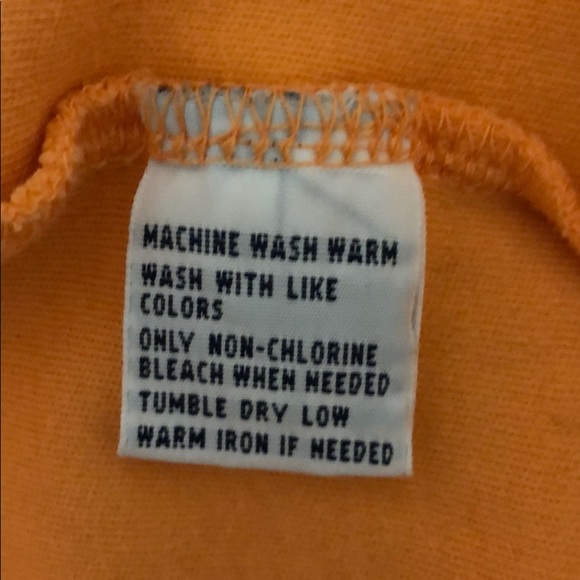 MACHINE WASH WARM
WASH WITH LIKE
COLORS
ONLY NON-CHLORINE
BLEACH WHEN NEEDED
TUMBLE DRY LOW
WARM IRON IF NEEDED